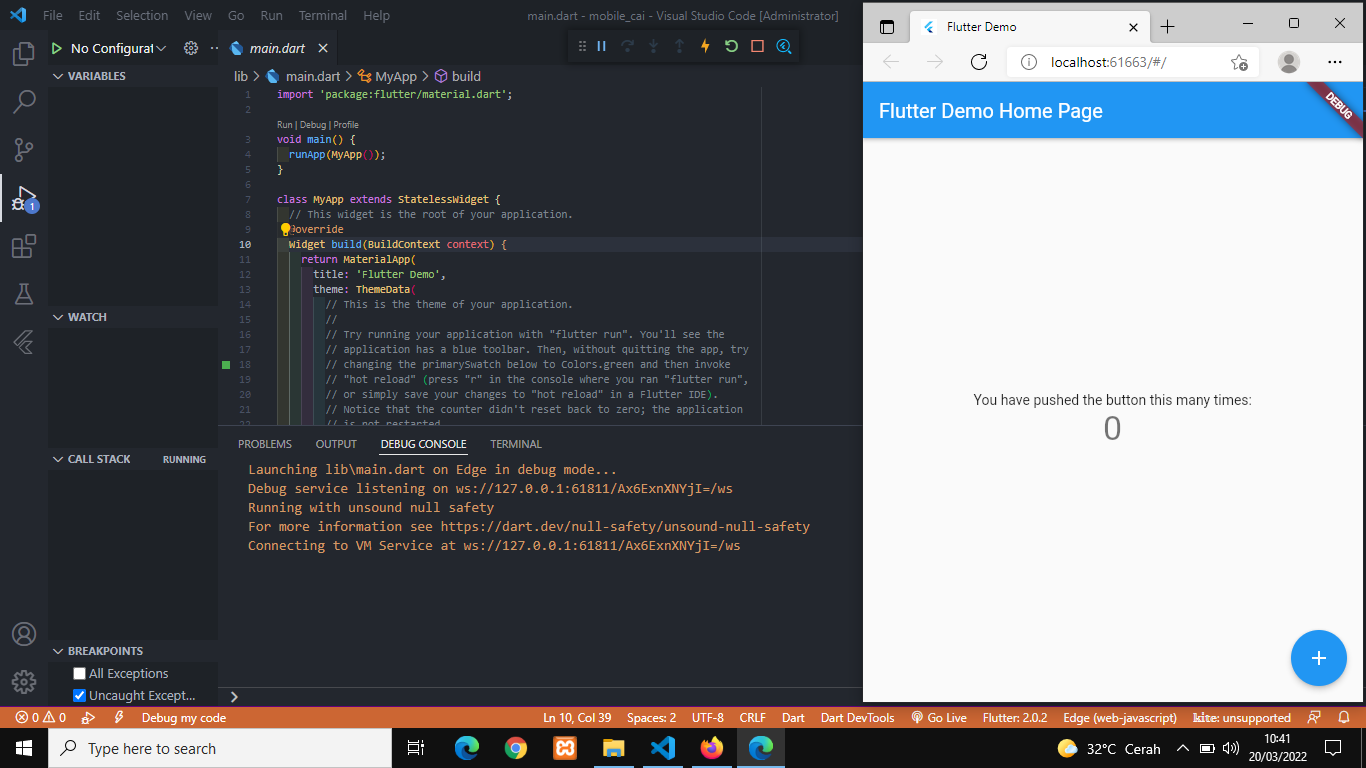 File Edit Selection View Go Run Terminal Help
main.dart - mobile_cai - Visual Studio Code [Administrator]
No Configurat
main.dart
lib > main.dart > MyApp > build
VARIABLES
WATCH
CALL STACK RUNNING
BREAKPOINTS
All Exceptions
Uncaught Except...
1
1 import 'package:flutter/material.dart';
2
Run | Debug | Profile
3 void main() {
4 runApp(MyApp());
5 }
6
7 class MyApp extends StatelessWidget {
8 // This widget is the root of your application.
9 override
10 Widget build(BuildContext context) {
11 return MaterialApp(
12 title: 'Flutter Demo',
13 theme: ThemeData(
14 // This is the theme of your application.
15 //
16 // Try running your application with "flutter run". You'll see the
17 // application has a blue toolbar. Then, without quitting the app, try
18 // changing the primarySwatch below to Colors.green and then invoke
19 // "hot reload" (press "r" in the console where you ran "flutter run",
20 // or simply save your changes to "hot reload" in a Flutter IDE).
21 // Notice that the counter didn't reset back to zero; the application
22 // is not restarted
PROBLEMS OUTPUT DEBUG CONSOLE TERMINAL
Launching lib\main.dart on Edge in debug mode...
Debug service listening on ws://127.0.0.1:61811/Ax6ExnXNYjI=/ws
Running with unsound null safety
For more information see https://dart.dev/null-safety/unsound-null-safety
Connecting to VM Service at ws://127.0.0.1:61811/Ax6ExnXNYjI=/ws
Flutter Demo
localhost:61663/#/
Flutter Demo Home Page
DEBUG
You have pushed the button this many times:
0
0 0 Debug my code
Ln 10, Col 39 Spaces: 2 UTF-8 CRLF Dart Dart DevTools Go Live Flutter: 2.0.2 Edge (web-javascript) unsupported
Type here to search
32°C Cerah
10:41
20/03/2022